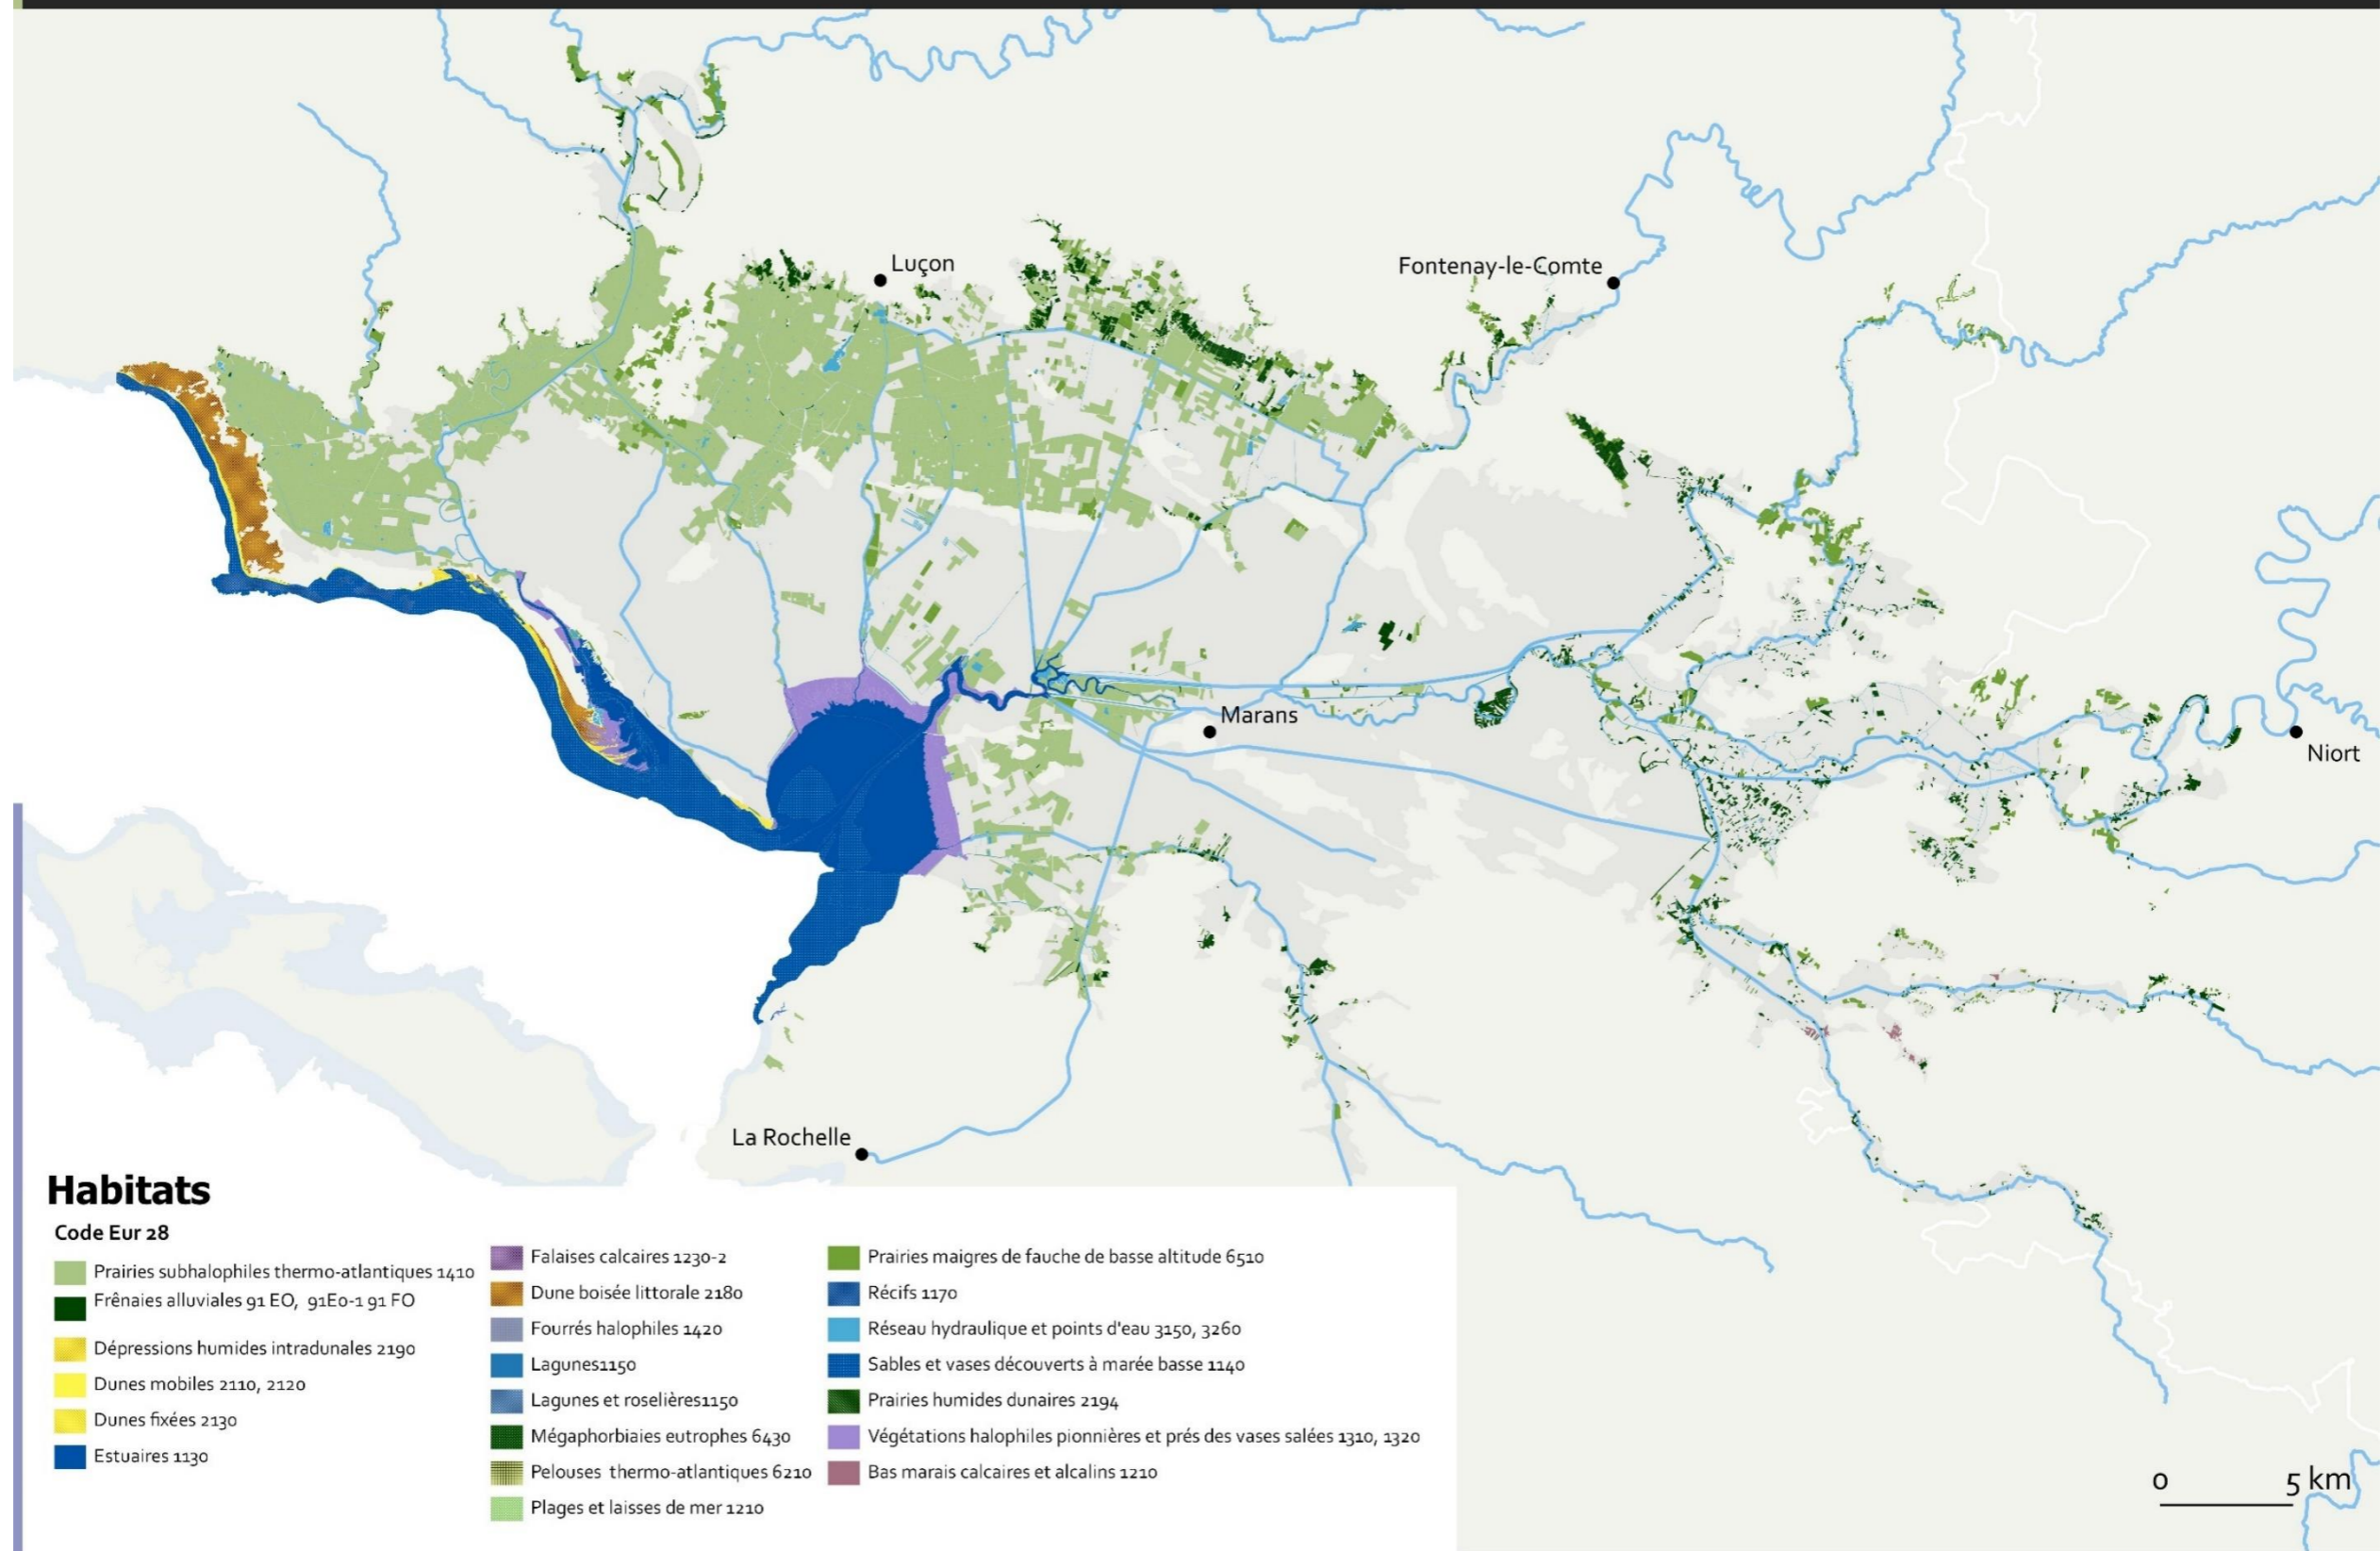 Luçon
Fontenay-le-Comte
Marans
Niort
La Rochelle
Habitats
Code Eur 28
Prairies subhalophiles thermo-atlantiques 1410
Frênaies alluviales 91 EO, 91E0-1 91 FO
Dépressions humides intradunales 2190
Dunes mobiles 2110, 2120
Dunes fixées 2130
Estuaires 1130
Falaises calcaires 1230-2
Dune boisée littorale 2180
Fourrés halophiles 1420
Lagunes1150
Lagunes et roselières1150
Mégaphorbiaies eutrophes 6430
Pelouses thermo-atlantiques 6210
Plages et laisses de mer 1210
Prairies maigres de fauche de basse altitude 6510
Récifs 1170
Réseau hydraulique et points d'eau 3150, 3260
Sables et vases découverts à marée basse 1140
Prairies humides dunaires 2194
Végétations halophiles pionnières et prés des vases salées 1310, 1320
Bas marais calcaires et alcalins 1210
0 5 km